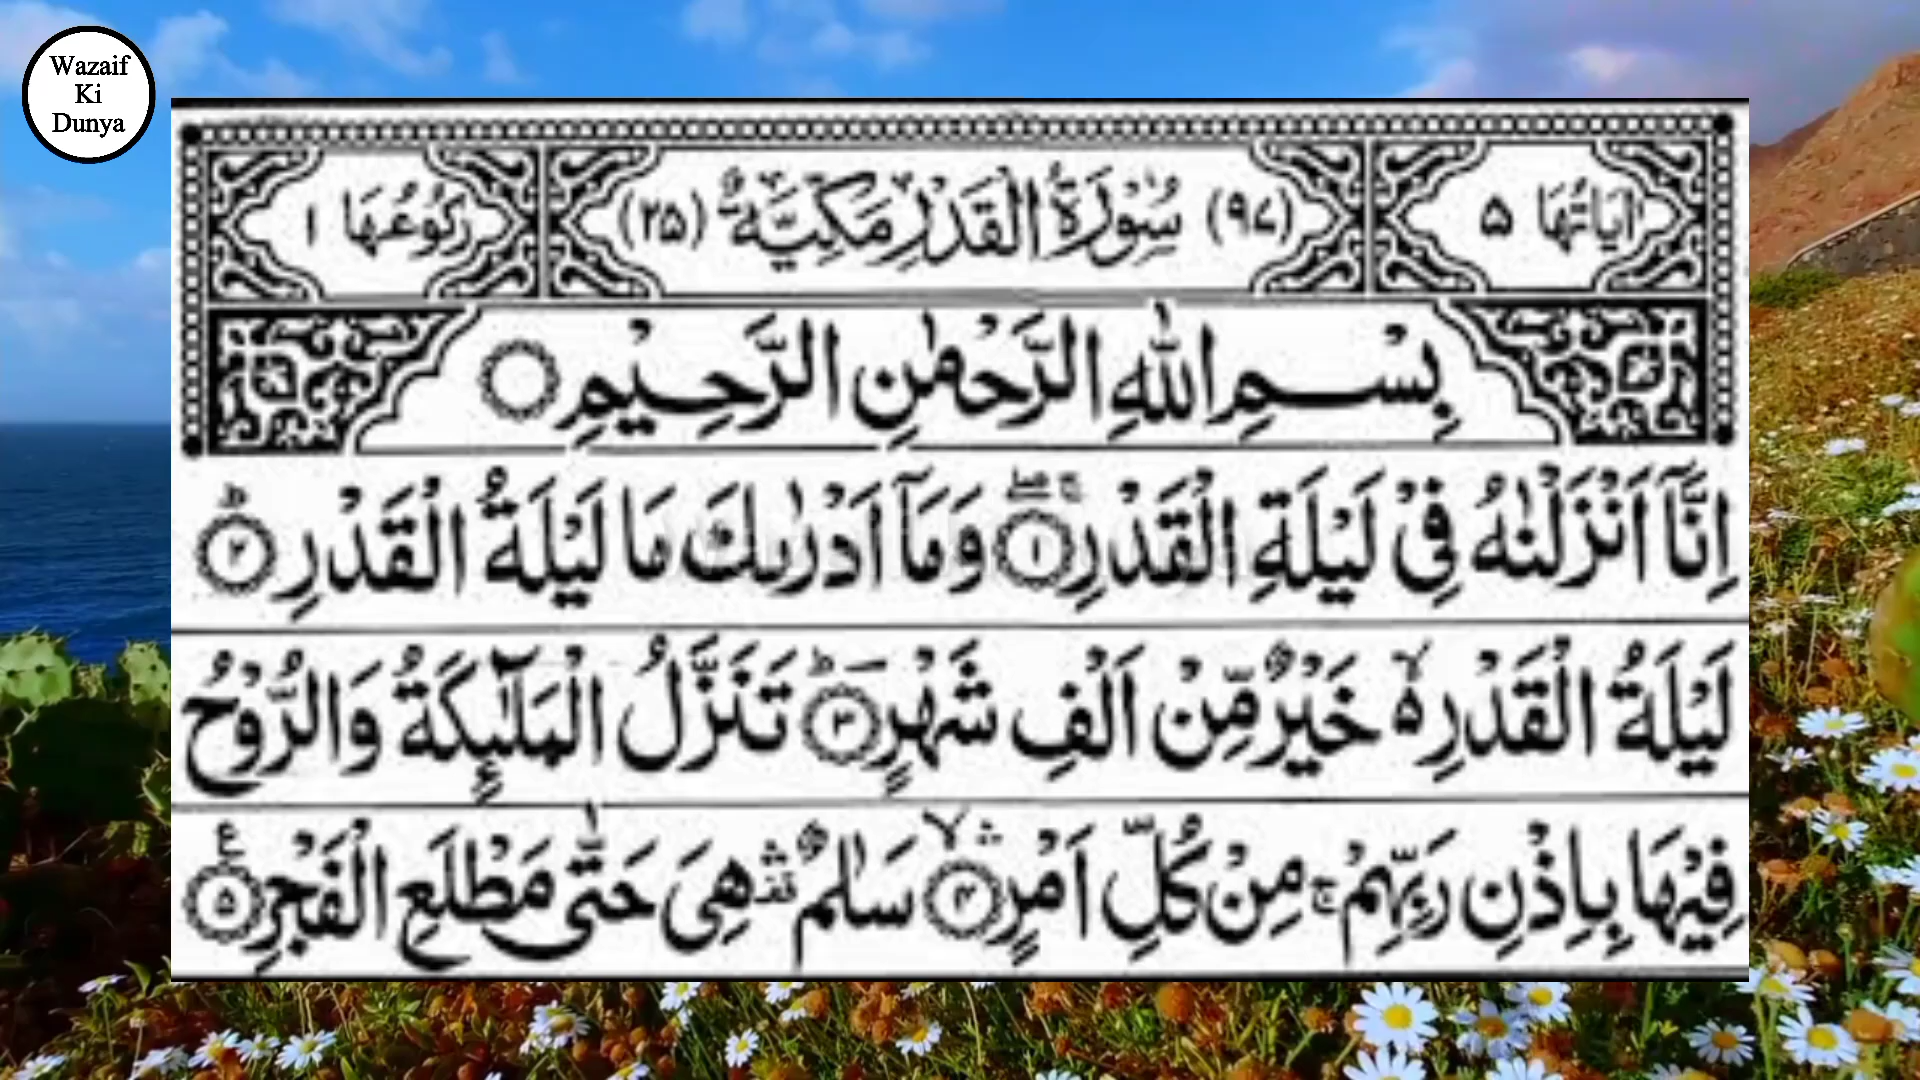 Wazaif
Ki
Dunya
اٰيَاتُهَا ٥ (٩٧) سُوْرَةُ الْقَدْرِ مَكِّيَّةٌ (٢٥) رُكُوْعُهَا ١
بِسْمِ اللّٰهِ الرَّحْمٰنِ الرَّحِيْمِ ۝
اِنَّاۤ اَنْزَلْنٰهُ فِيْ لَيْلَةِ الْقَدْرِ ۝١ۚۖ وَمَاۤ اَدْرٰىكَ مَا لَيْلَةُ الْقَدْرِ ۝٢ؕ
لَيْلَةُ الْقَدْرِ ۵ۙ خَيْرٌ مِّنْ اَلْفِ شَهْرٍ ۝٣ؕؔ تَنَزَّلُ الْمَلٰٓئِكَةُ وَالرُّوْحُ
فِيْهَا بِاِذْنِ رَبِّهِمْ ۚ مِنْ كُلِّ اَمْرٍ ۝٤ۙۛ سَلٰمٌ ۛ هِيَ حَتّٰى مَطْلَعِ الْفَجْرِ ۝٥ ع